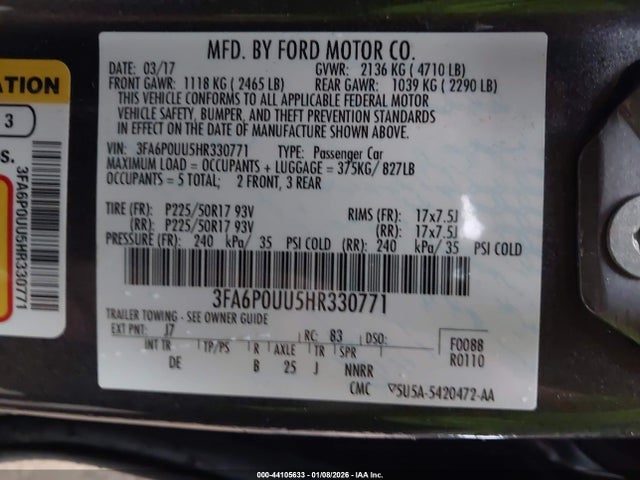 MFD. BY FORD MOTOR CO.
DATE: 03/17 GVWR: 2136 KG ( 4710 LB)
FRONT GAWR: 1118 KG ( 2465 LB) REAR GAWR: 1039 KG ( 2290 LB)
THIS VEHICLE CONFORMS TO ALL APPLICABLE FEDERAL MOTOR
VEHICLE SAFETY, BUMPER, AND THEFT PREVENTION STANDARDS
IN EFFECT ON THE DATE OF MANUFACTURE SHOWN ABOVE.
VIN: 3FA6P0UU5HR330771 TYPE: Passenger Car
MAXIMUM LOAD = OCCUPANTS + LUGGAGE = 375KG/ 827LB
OCCUPANTS = 5 TOTAL; 2 FRONT, 3 REAR
TIRE (FR): P225/50R17 93V RIMS (FR): 17x7.5J
(RR): P225/50R17 93V (RR): 17x7.5J
PRESSURE (FR): 240 kPa/ 35 PSI COLD (RR): 240 kPa/ 35 PSI COLD
3FA6P0UU5HR330771
TRAILER TOWING - SEE OWNER GUIDE
EXT PNT: J7 RC: 83 DSO: F0088
INT TR TP/PS R AXLE TR SPR R0110
DE B 25 J NNRR
CMC 5U5A-5420472-AA
ATION
3
S.
3FA6P0UU5HR330771
000-44105633 - 01/08/2026 - IAA Inc.